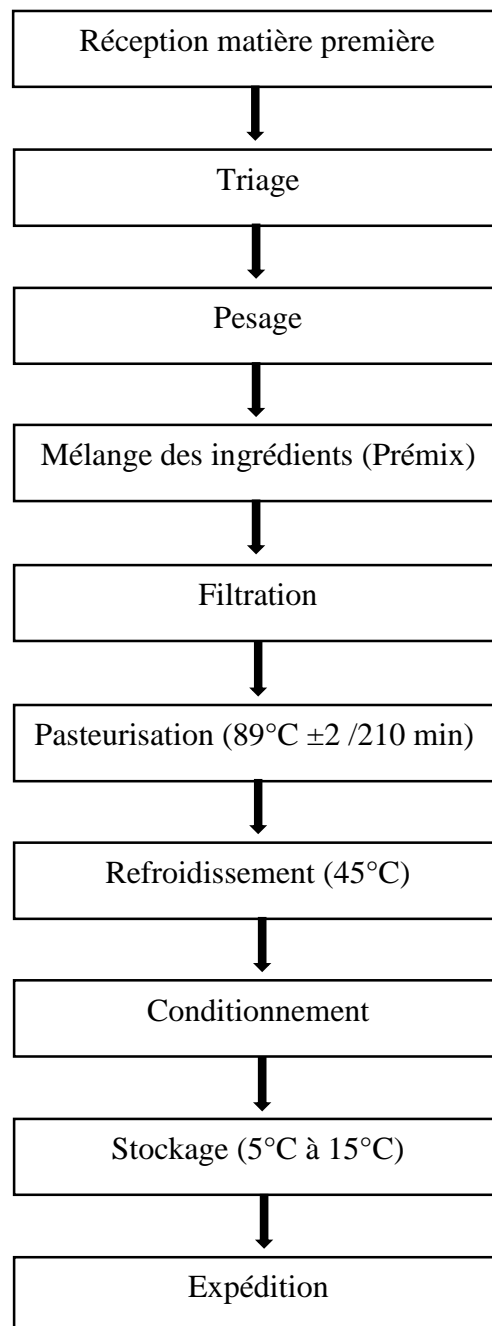 Réception matière première
Triage
Pesage
Mélange des ingrédients (Prémix)
Filtration
Pasteurisation (89°C ±2 /210 min)
Refroidissement (45°C)
Conditionnement
Stockage (5°C à 15°C)
Expédition